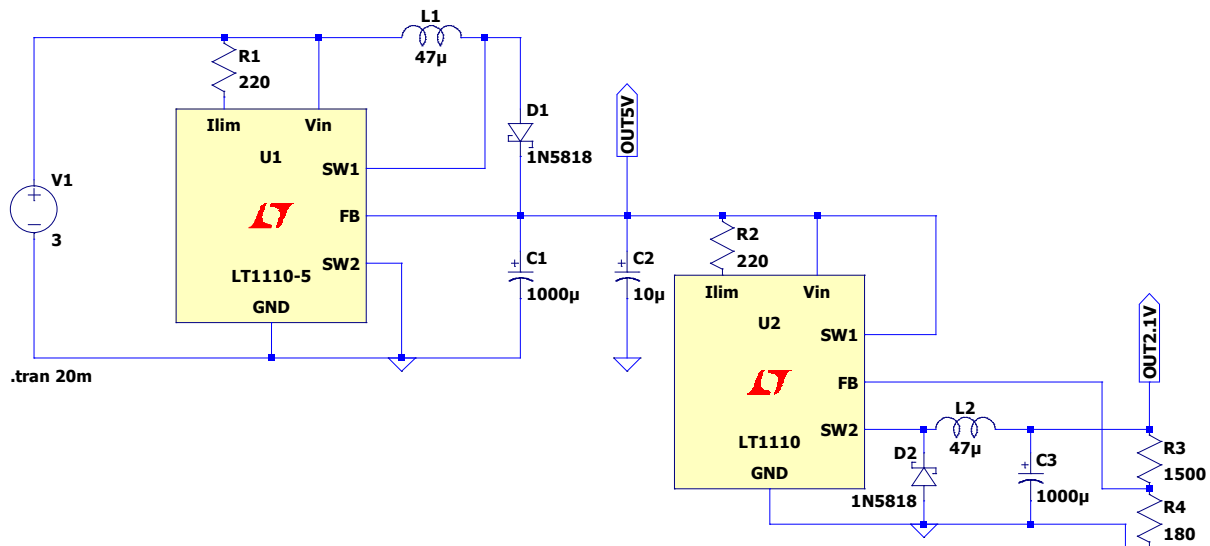 L1
47µ
R1
220
D1
1N5818
OUT5V
Ilim
Vin
U1
SW1
FB
SW2
LT1110-5
GND
V1
+
–
3
+
C1
1000µ
+
C2
10µ
R2
220
Ilim
Vin
U2
SW1
FB
SW2
LT1110
GND
OUT2.1V
L2
47µ
D2
1N5818
+
C3
1000µ
R3
1500
R4
180
.tran 20m